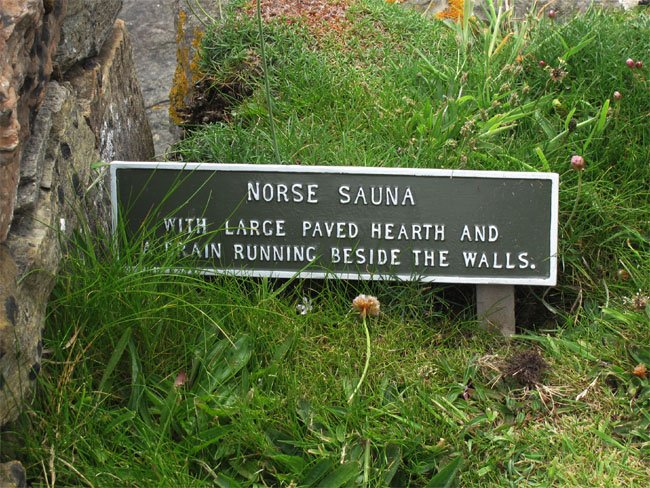 NORSE SAUNA
WITH LARGE PAVED HEARTH AND
A DRAIN RUNNING BESIDE THE WALLS.